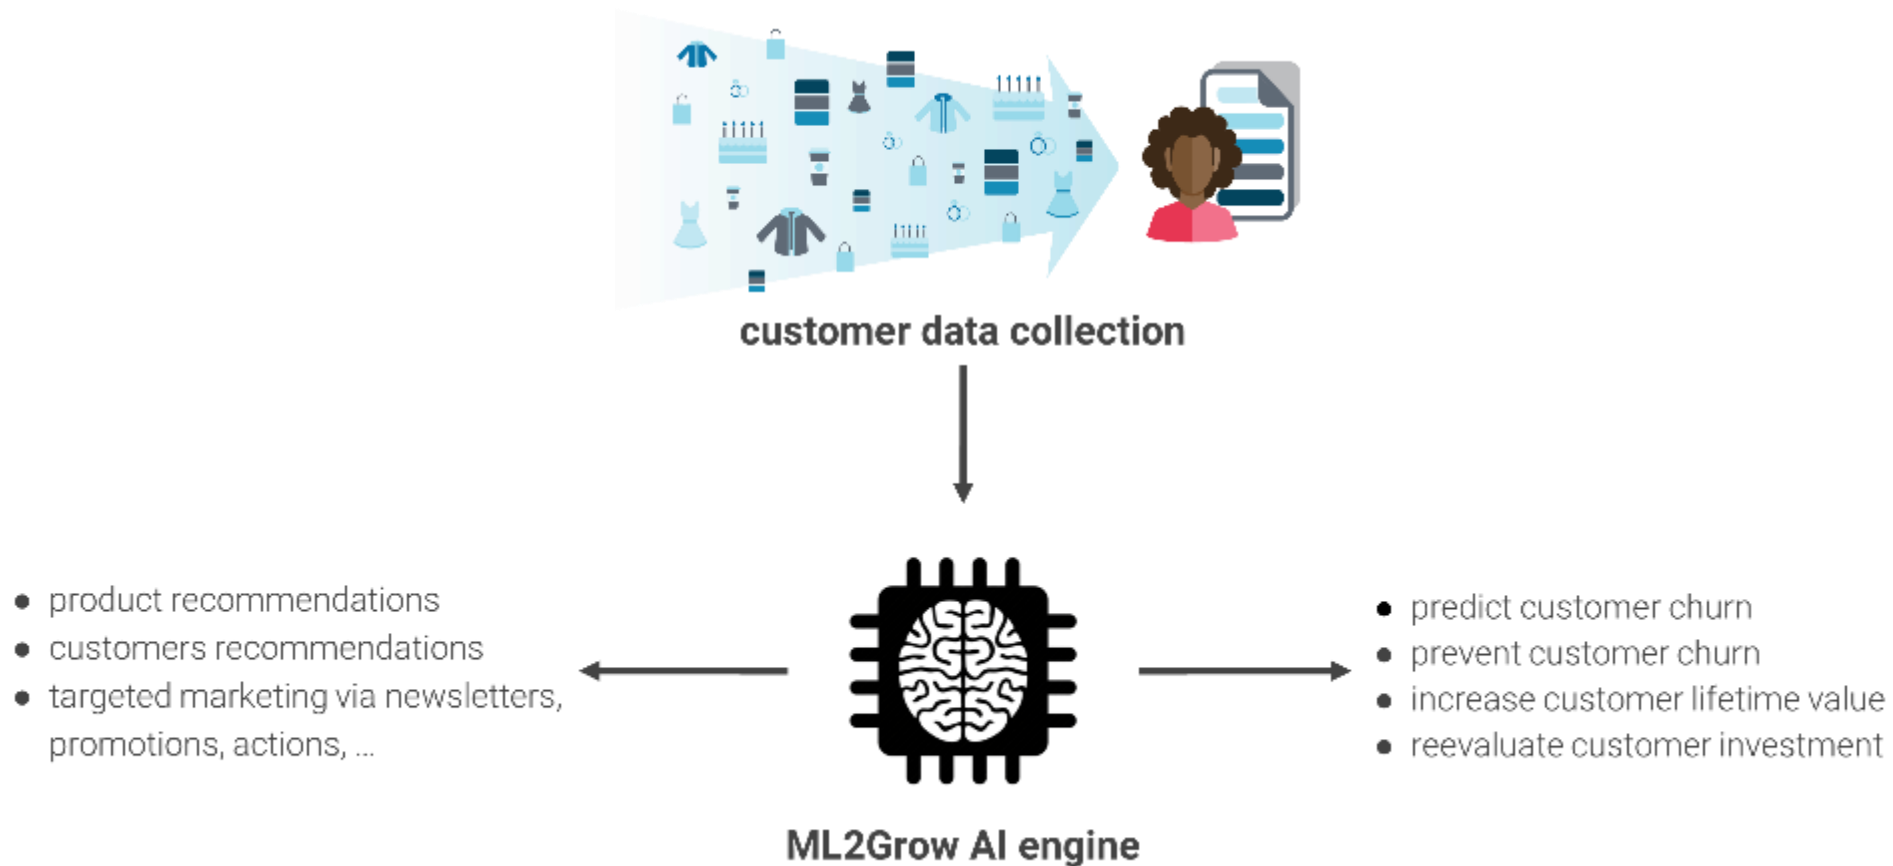 customer data collection
• product recommendations
• customers recommendations
• targeted marketing via newsletters,
promotions, actions, ...
• predict customer churn
• prevent customer churn
• increase customer lifetime value
• reevaluate customer investment
ML2Grow AI engine